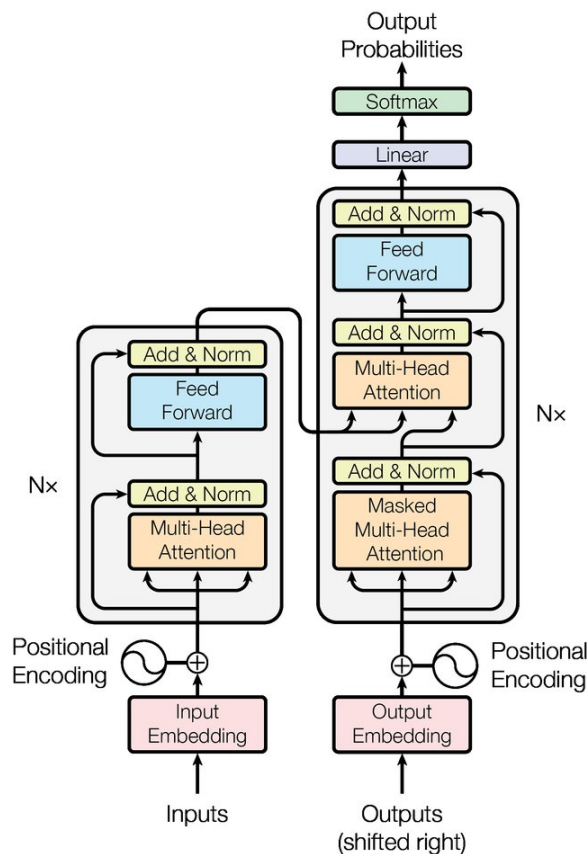 Output
Probabilities
Softmax
Linear
Add & Norm
Feed
Forward
Add & Norm
Multi-Head
Attention
Add & Norm
Masked
Multi-Head
Attention
Nx
Add & Norm
Feed
Forward
Nx
Add & Norm
Multi-Head
Attention
Positional
Encoding
Positional
Encoding
Input
Embedding
Output
Embedding
Inputs
Outputs
(shifted right)